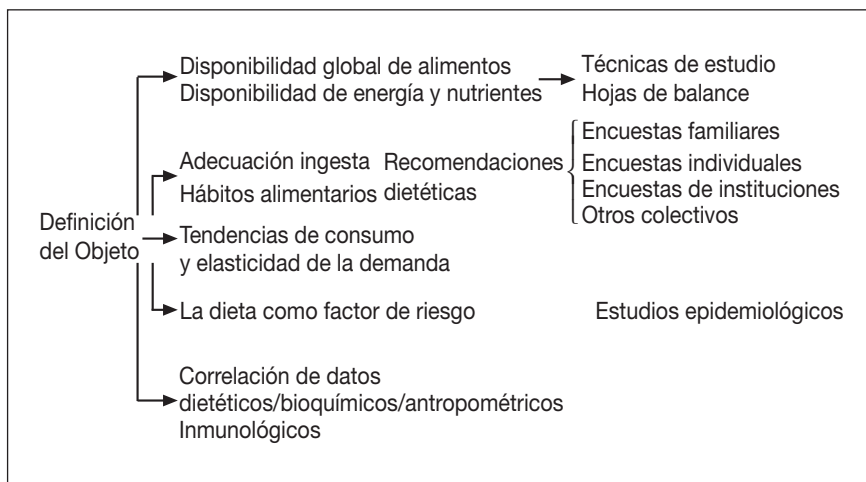 Disponibilidad global de alimentos
Disponibilidad de energía y nutrientes
Técnicas de estudio
Hojas de balance
Adecuación ingesta Recomendaciones
Hábitos alimentarios dietéticas
Encuestas familiares
Encuestas individuales
Encuestas de instituciones
Otros colectivos
Definición
del Objeto
Tendencias de consumo
y elasticidad de la demanda
La dieta como factor de riesgo
Estudios epidemiológicos
Correlación de datos
dietéticos/bioquímicos/antropométricos
Inmunológicos